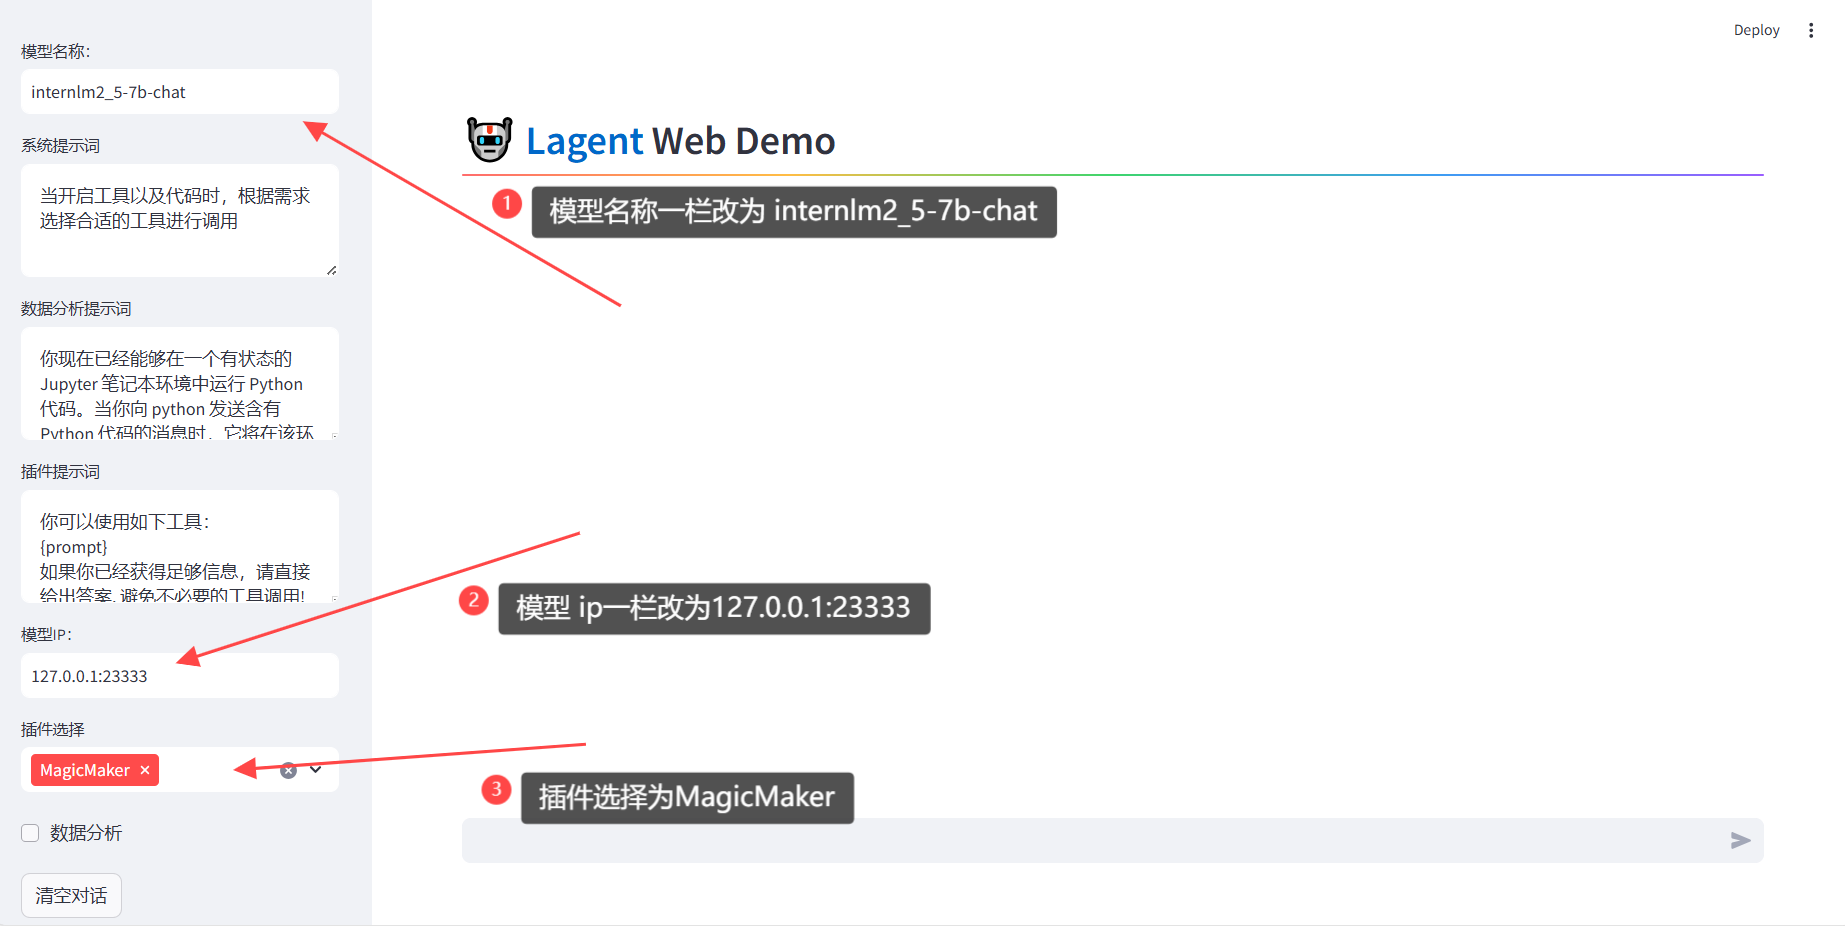 模型名称：
internlm2_5-7b-chat
系统提示词
当开启工具以及代码时，根据需求
选择合适的工具进行调用
数据分析提示词
你现在已经能够在一个有状态的
Jupyter 笔记本环境中运行 Python
代码。当你向 python 发送含有
Python 代码的消息时，它将在该环
插件提示词
你可以使用如下工具：
{prompt}
如果你已经获得足够信息，请直接
给出答案. 避免不必要的工具调用!
模型IP：
127.0.0.1:23333
插件选择
MagicMaker
数据分析
清空对话
Deploy
Lagent Web Demo
1 模型名称一栏改为 internlm2_5-7b-chat
2 模型 ip一栏改为127.0.0.1:23333
3 插件选择为MagicMaker